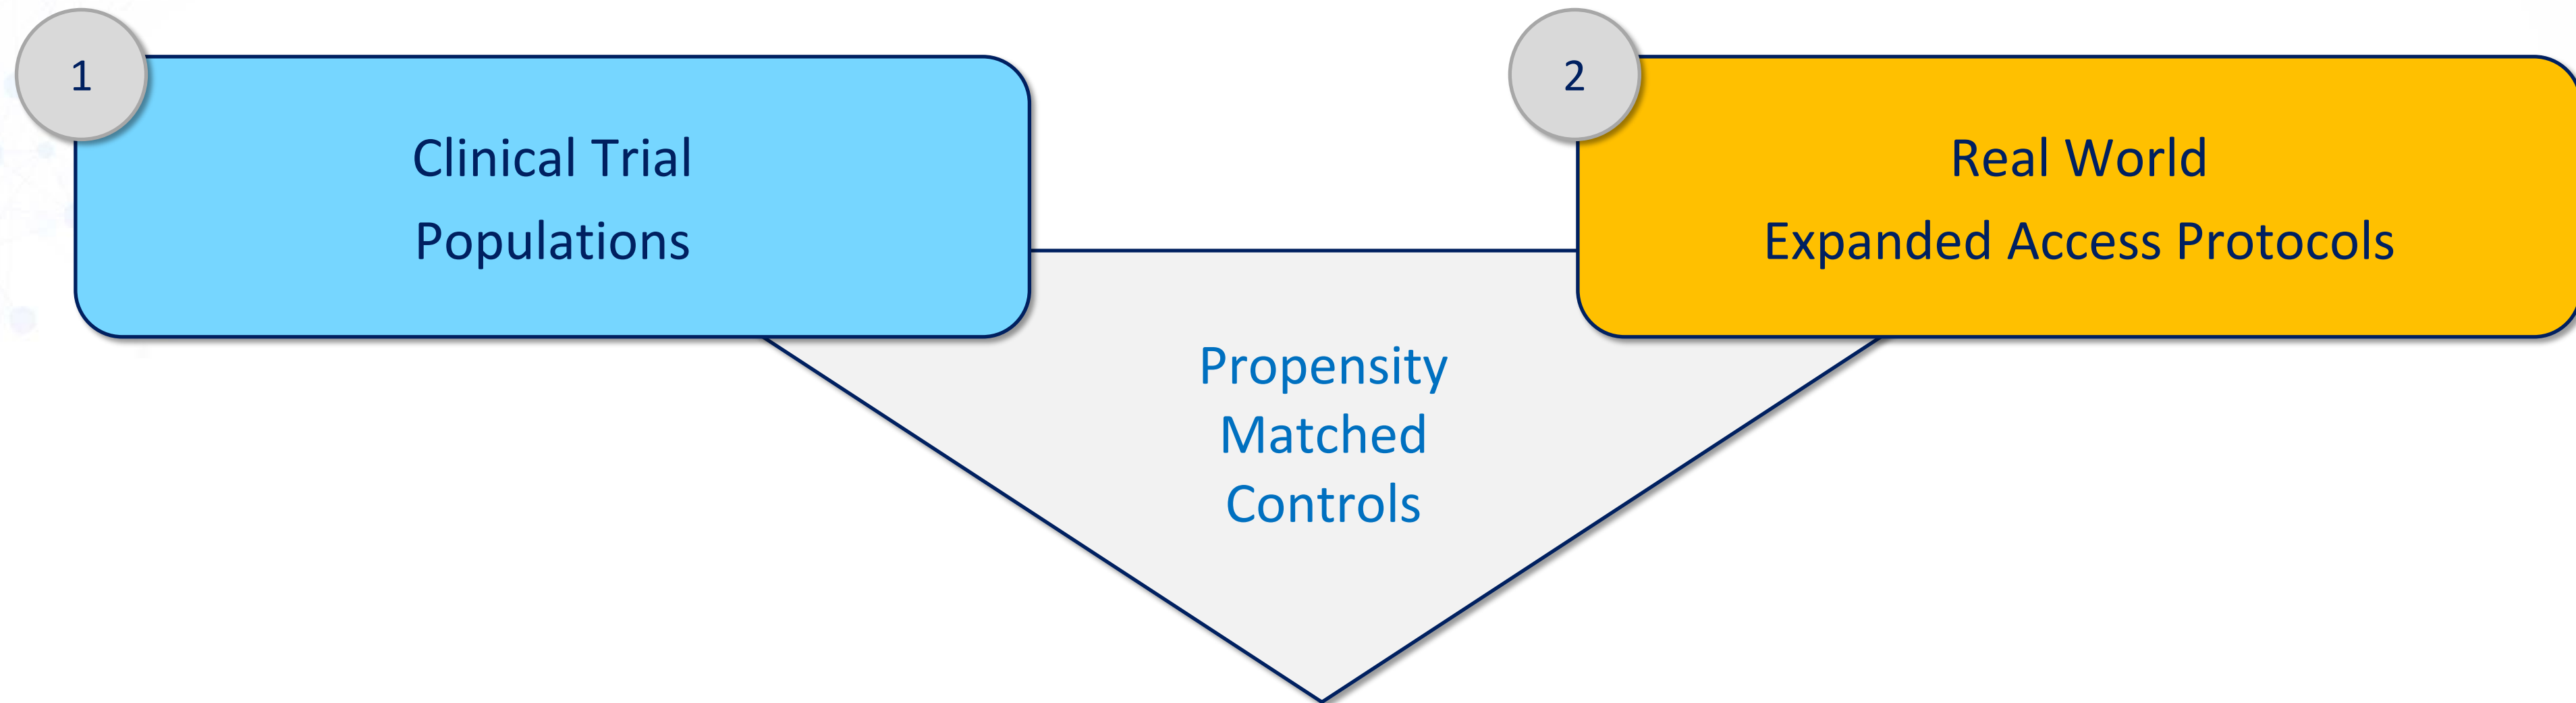 1
Clinical Trial
Populations
2
Real World
Expanded Access Protocols
Propensity
Matched
Controls